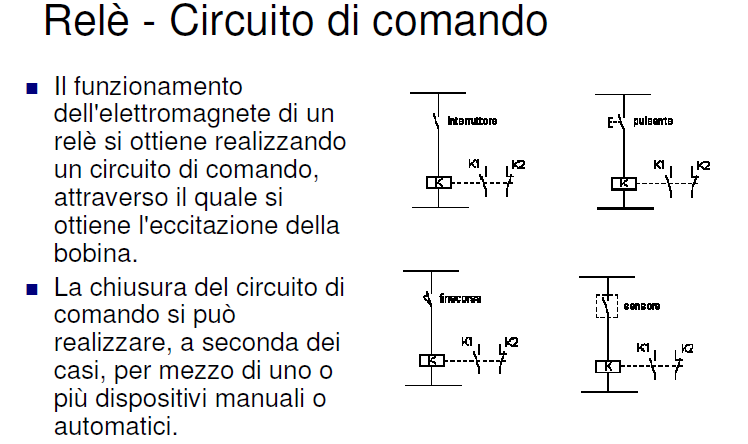 Relè - Circuito di comando
Il funzionamento
dell'elettromagnete di un
relè si ottiene realizzando
un circuito di comando,
attraverso il quale si
ottiene l'eccitazione della
bobina.
La chiusura del circuito di
comando si può
realizzare, a seconda dei
casi, per mezzo di uno o
più dispositivi manuali o
automatici.
interruttore
K1 K2
K
E pulsante
K1 K2
K
finecorsa
K1 K2
K
sensore
K1 K2
K